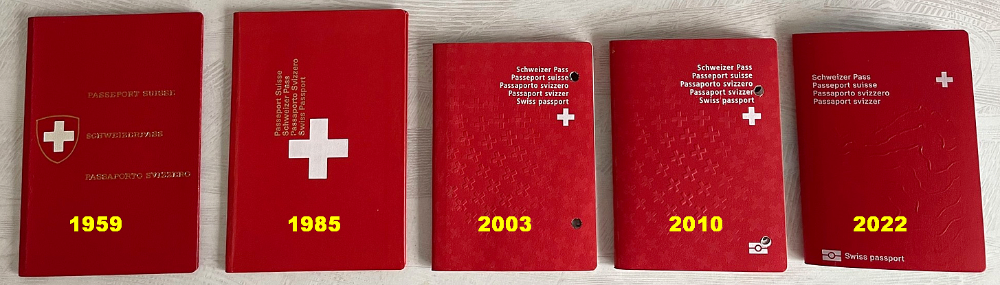 PASSEPORT SUISSE
SCHWEIZERPASS
PASSAPORTO SVIZZERO
1959
Passeport Suisse
Schweizer Pass
Passaporto Svizzero
Swiss Passport
1985
Schweizer Pass
Passeport suisse
Passaporto svizzero
Passaport svizzer
Swiss passport
2003
Schweizer Pass
Passeport suisse
Passaporto svizzero
Passaport svizzer
Swiss passport
2010
Schweizer Pass
Passeport suisse
Passaporto svizzero
Passaport svizzer
2022
Swiss passport